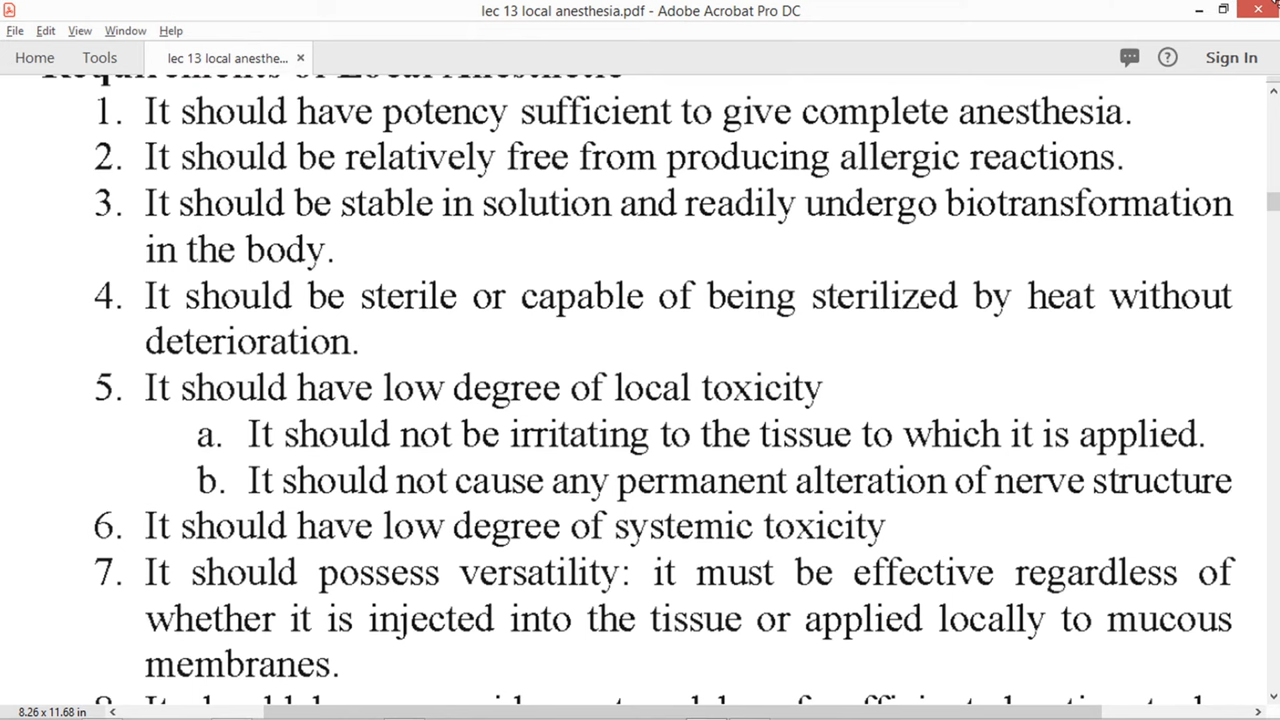 lec 13 local anesthesia.pdf - Adobe Acrobat Pro DC
File Edit View Window Help
Home Tools lec 13 local anesthe... × Sign In
Requirements of Local Anesthetic
1. It should have potency sufficient to give complete anesthesia.
2. It should be relatively free from producing allergic reactions.
3. It should be stable in solution and readily undergo biotransformation
in the body.
4. It should be sterile or capable of being sterilized by heat without
deterioration.
5. It should have low degree of local toxicity
a. It should not be irritating to the tissue to which it is applied.
b. It should not cause any permanent alteration of nerve structure
6. It should have low degree of systemic toxicity
7. It should possess versatility: it must be effective regardless of
whether it is injected into the tissue or applied locally to mucous
membranes.
8. It should
8.26 x 11.68 in